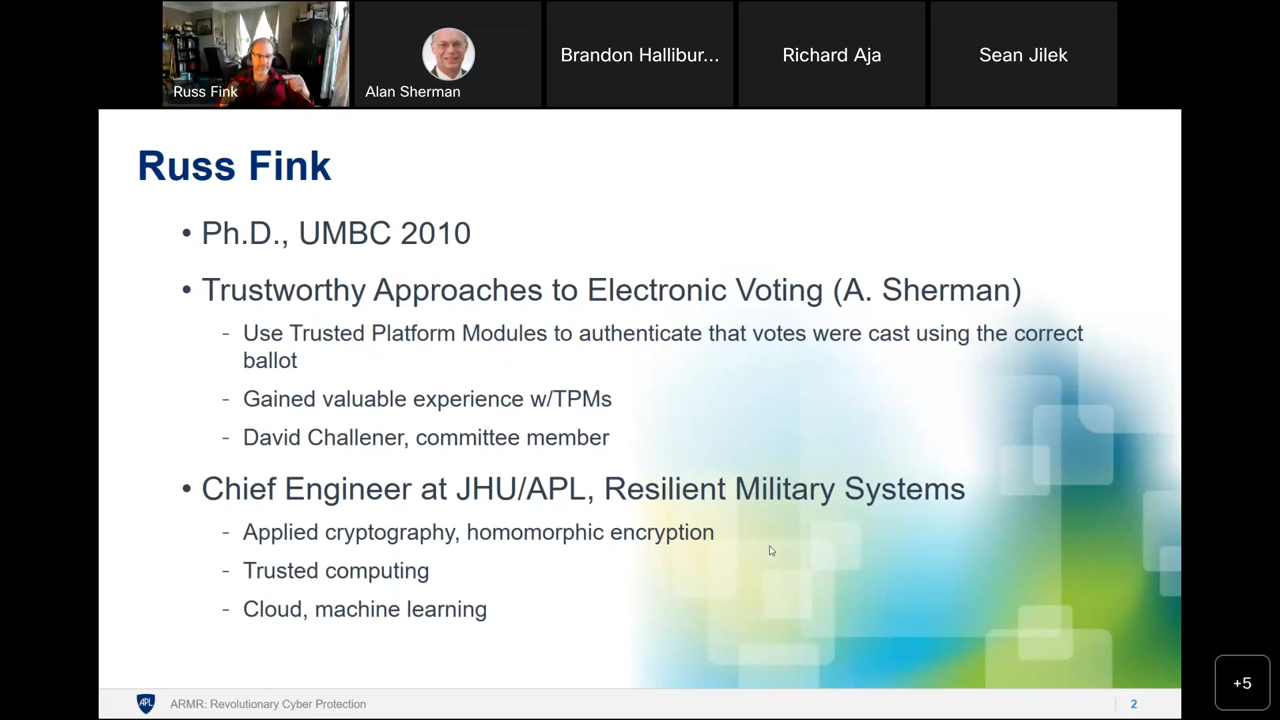 Russ Fink
Alan Sherman
Brandon Hallibur...
Richard Aja
Sean Jilek
Russ Fink
• Ph.D., UMBC 2010
• Trustworthy Approaches to Electronic Voting (A. Sherman)
- Use Trusted Platform Modules to authenticate that votes were cast using the correct
ballot
- Gained valuable experience w/TPMs
- David Challener, committee member
• Chief Engineer at JHU/APL, Resilient Military Systems
- Applied cryptography, homomorphic encryption
- Trusted computing
- Cloud, machine learning
+5
APL
ARMR: Revolutionary Cyber Protection
2